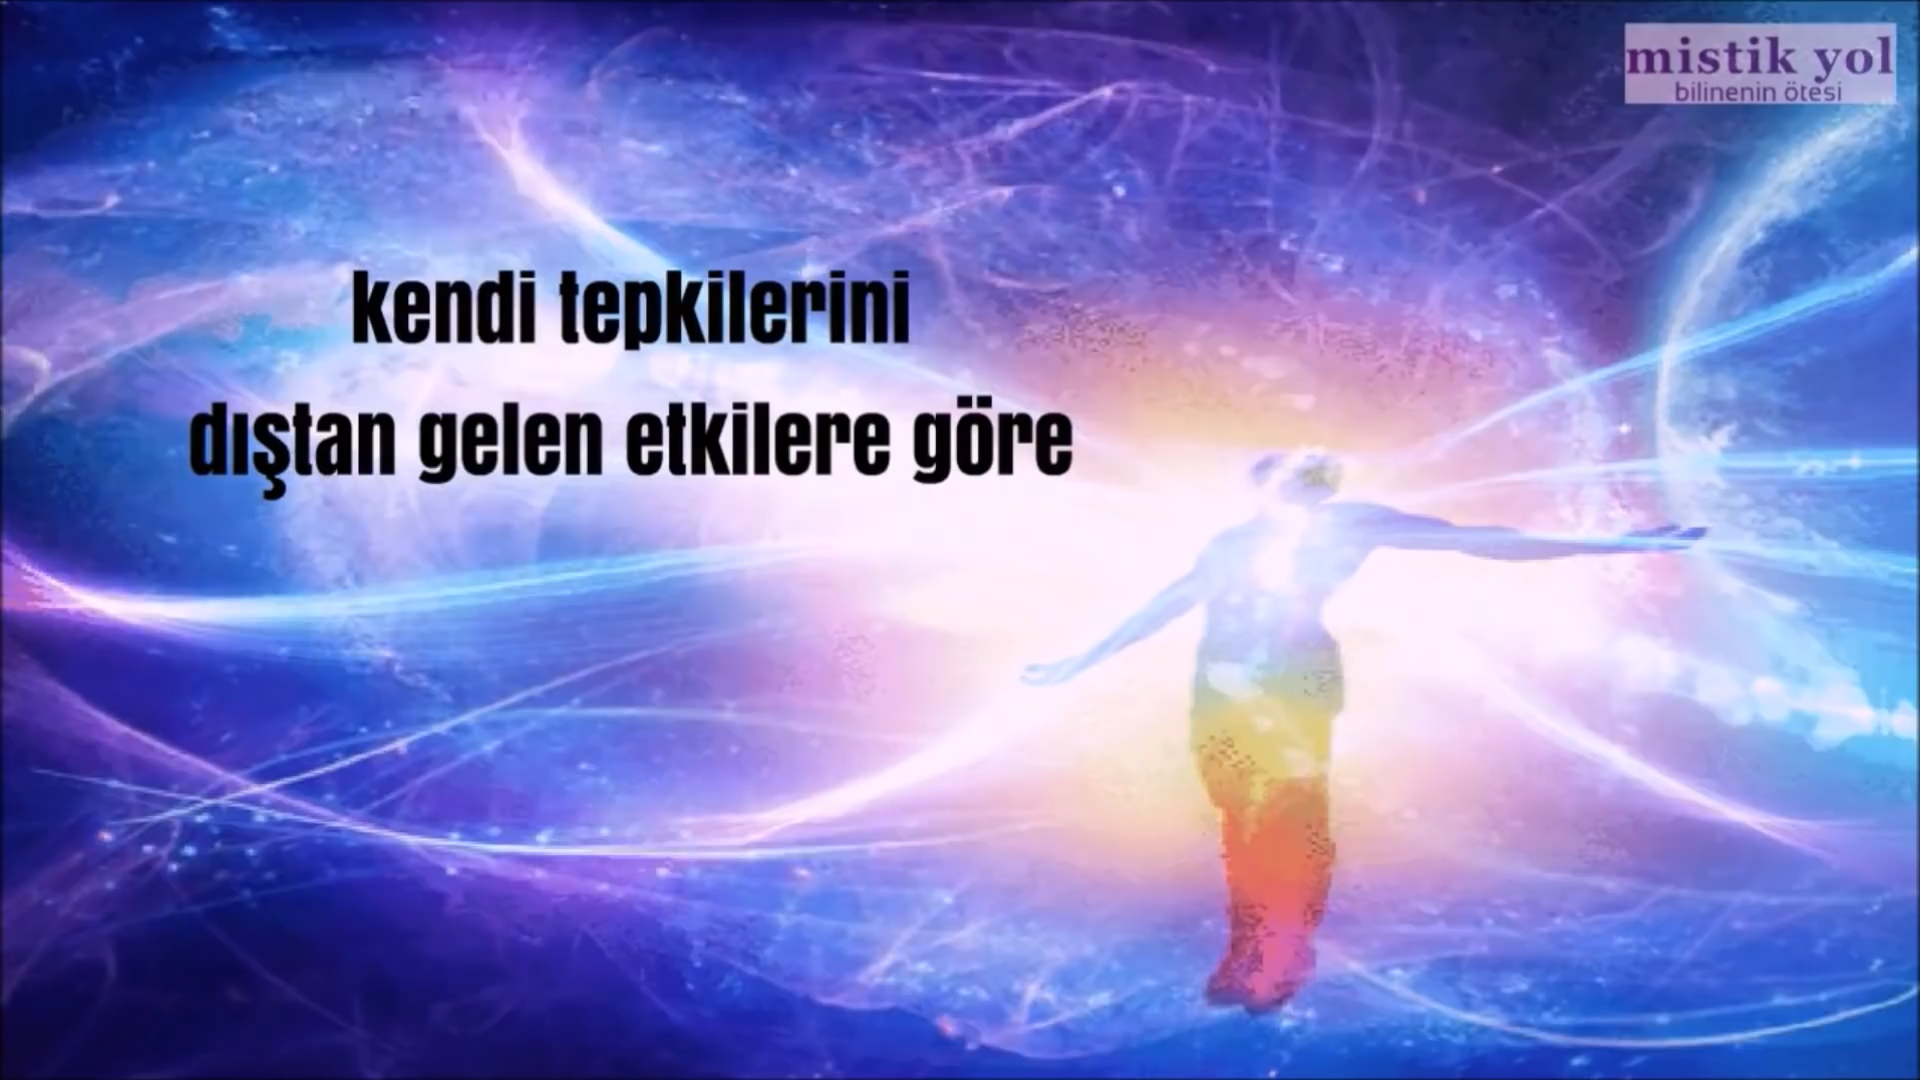 mistik yol
bilinenin ötesi
kendi tepkilerini
dıştan gelen etkilere göre